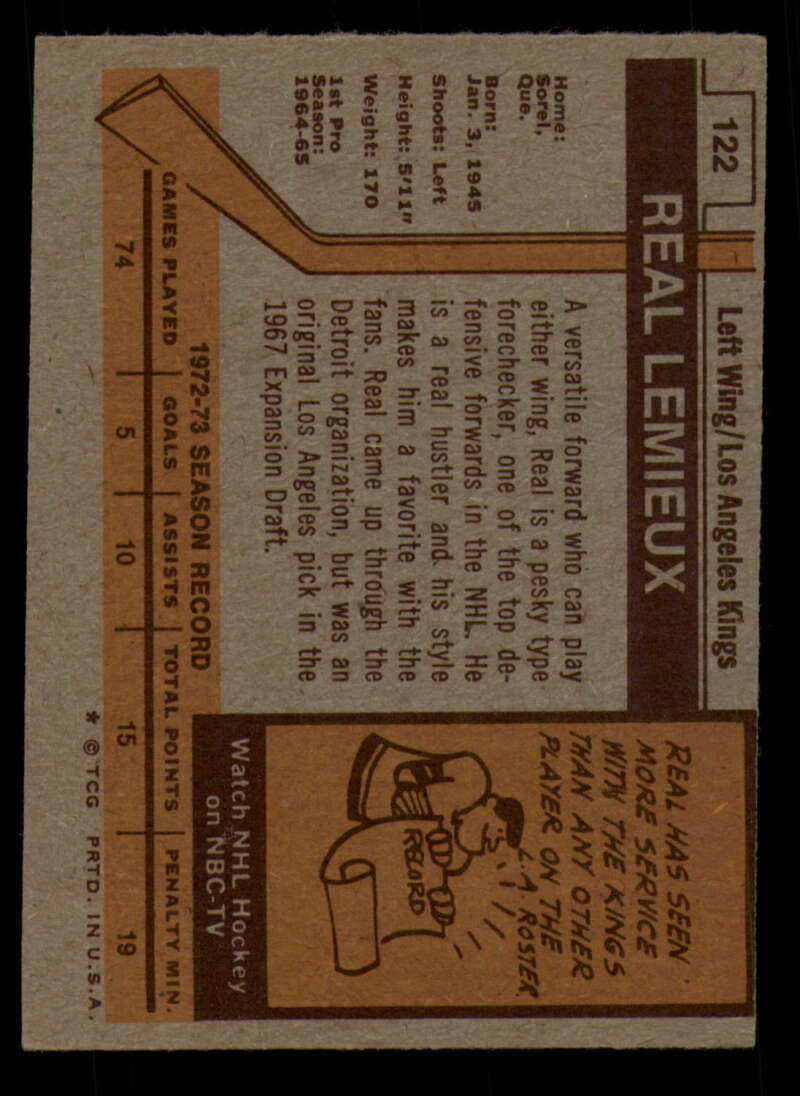 122
Left Wing/Los Angeles Kings
REAL LEMIEUX
Home:
Sorel,
Que.
Born:
Jan. 3, 1945
Shoots: Left
Height: 5'11"
Weight: 170
1st Pro
Season:
1964-65
A versatile forward who can play
either wing, Real is a pesky type
forechecker, one of the top de-
fensive forwards in the NHL. He
is a real hustler and his style
makes him a favorite with the
fans. Real came up through the
Detroit organization, but was an
original Los Angeles pick in the
1967 Expansion Draft.
REAL HAS SEEN
MORE SERVICE
WITH THE KINGS
THAN ANY OTHER
PLAYER ON THE
L.A. ROSTER.
RECORD
Watch NHL Hockey
on NBC-TV
1972-73 SEASON RECORD
GAMES PLAYED GOALS ASSISTS TOTAL POINTS PENALTY MIN.
74 5 10 15 19
* © TCG PRTD. IN U.S.A.